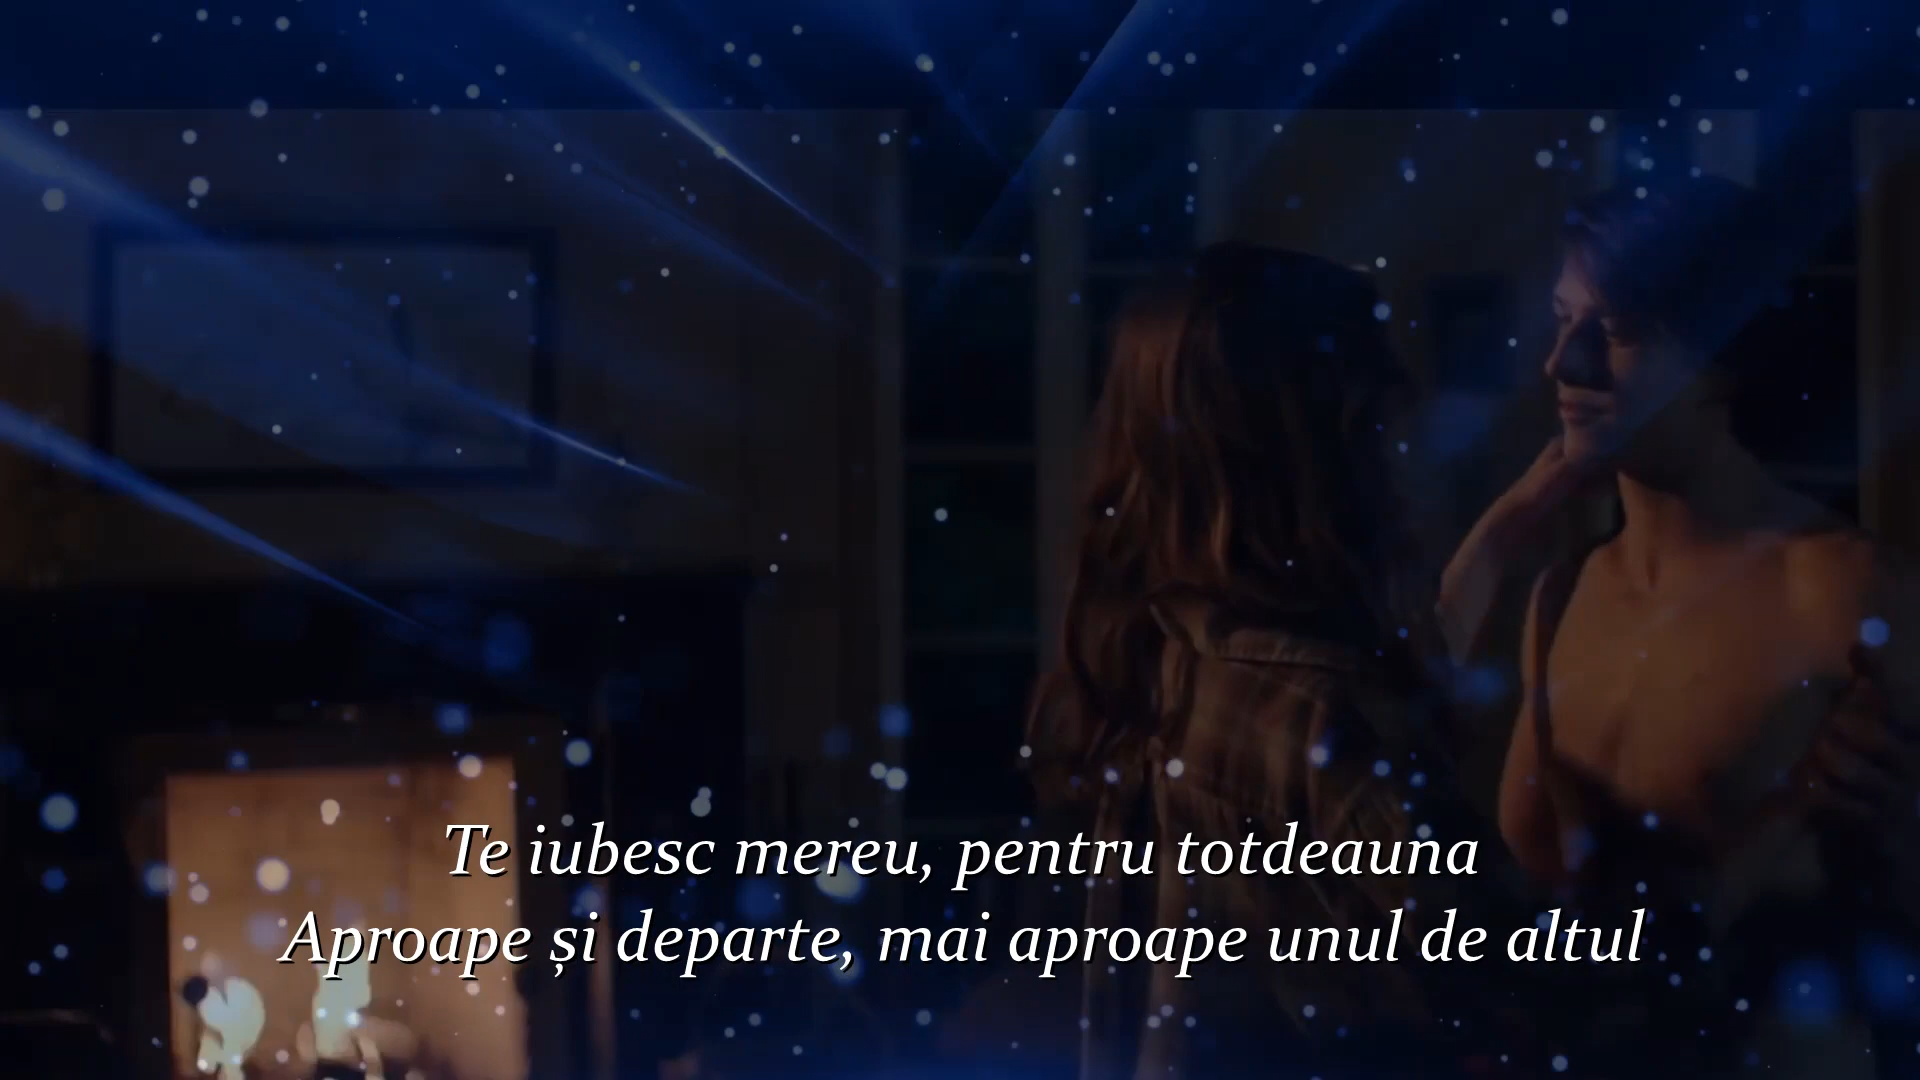 Te iubesc mereu, pentru totdeauna
Aproape și departe, mai aproape unul de altul